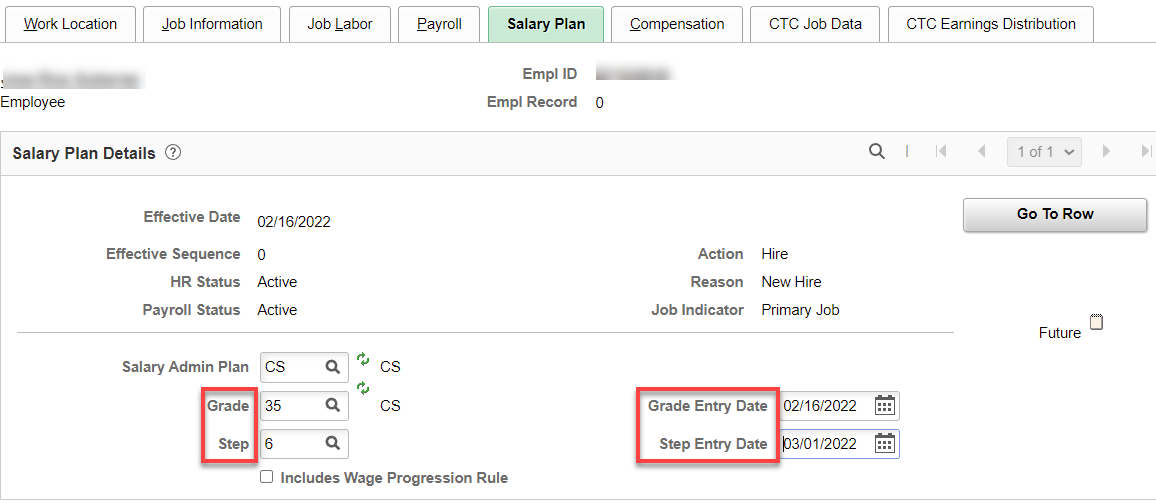 Work Location Job Information Job Labor Payroll Salary Plan Compensation CTC Job Data CTC Earnings Distribution
Empl ID
Employee Empl Record 0
Salary Plan Details ? 1 of 1
Effective Date 02/16/2022 Go To Row
Effective Sequence 0 Action Hire
HR Status Active Reason New Hire
Payroll Status Active Job Indicator Primary Job
Future
Salary Admin Plan CS CS
Grade 35 CS Grade Entry Date 02/16/2022
Step 6 Step Entry Date 03/01/2022
Includes Wage Progression Rule